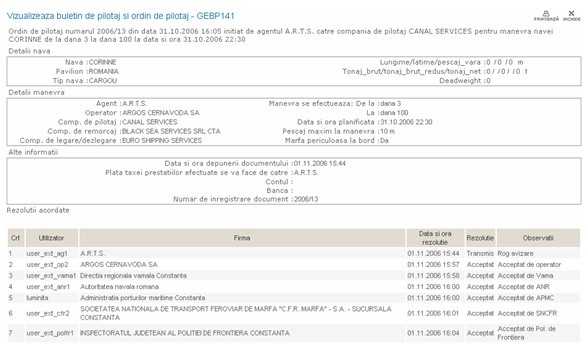 Vizualizeaza buletin de pilotaj si ordin de pilotaj - GEBP141
PRINTEAZĂ INCHIDE
Ordin de pilotaj numarul 2006/13 din data 31.10.2006 16:05 initiat de agentul A.R.T.S. catre compania de pilotaj CANAL SERVICES pentru manevra navei
CORINNE de la dana 3 la dana 100 la data si ora 31.10.2006 22:30
Detalii nava
Nava :CORINNE Lungime/latime/pescaj_vara :0 /0 /0 m
Pavilion :ROMANIA Tonaj_brut/tonaj_brut_redus/tonaj_net :0 / /0 / /0 t
Tip nava :CARGOU Deadweight :0
Detalii manevra
Agent :A.R.T.S. Manevra se efectueaza: De la :dana 3
Operator :ARGOS CERNAVODA SA La :dana 100
Comp. de pilotaj :CANAL SERVICES Data si ora planificata :31.10.2006 22:30
Comp. de remorcaj :BLACK SEA SERVICES SRL CTA Pescaj maxim la manevra :10 m
Comp. de legare/dezlegare :EURO SHIPPING SERVICES Marfa periculoasa la bord :Da
Alte informatii
Data si ora depunerii documentului :01.11.2006 15:44
Plata taxei prestatiilor efectuate se va face de catre :A.R.T.S.
Contul :
Banca :
Numar de inregistrare document :2006/13
Rezolutii acordate
Crt Utilizator Firma Data si ora rezolutie Rezolutie Observatii
1 user_ext_ag1 A.R.T.S. 01.11.2006 15:44 Transmis Rog avizare
2 user_ext_op2 ARGOS CERNAVODA SA 01.11.2006 15:57 Acceptat Acceptat de operator
3 user_ext_vama1 Directia regionala vamala Constanta 01.11.2006 15:58 Acceptat Acceptat de Vama
4 user_ext_anr1 Autoritatea navala romana 01.11.2006 16:00 Acceptat Acceptat de ANR
5 luminita Administratia porturilor maritime Constanta 01.11.2006 16:00 Acceptat Acceptat de APMC
6 user_ext_cfr2 SOCIETATEA NATIONALA DE TRANSPORT FEROVIAR DE MARFA "C.F.R. MARFA" - S.A. - SUCURSALA CONSTANTA 01.11.2006 16:01 Acceptat Acceptat de SNCFR
7 user_ext_polfr1 INSPECTORATUL JUDETEAN AL POLITIEI DE FRONTIERA CONSTANTA 01.11.2006 16:04 Acceptat Acceptat de Pol. de Frontiera